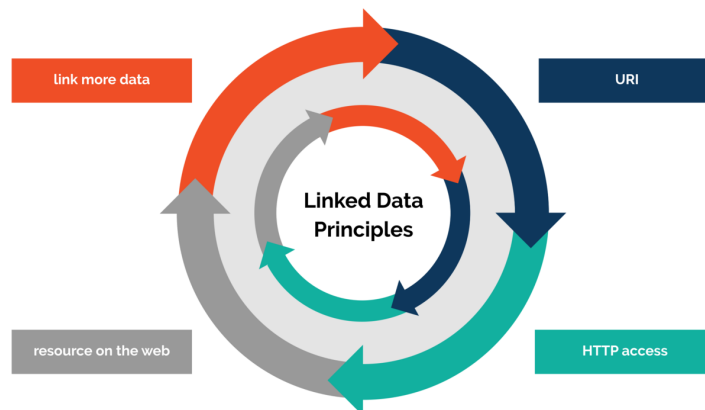 link more data
URI
Linked Data
Principles
resource on the web
HTTP access